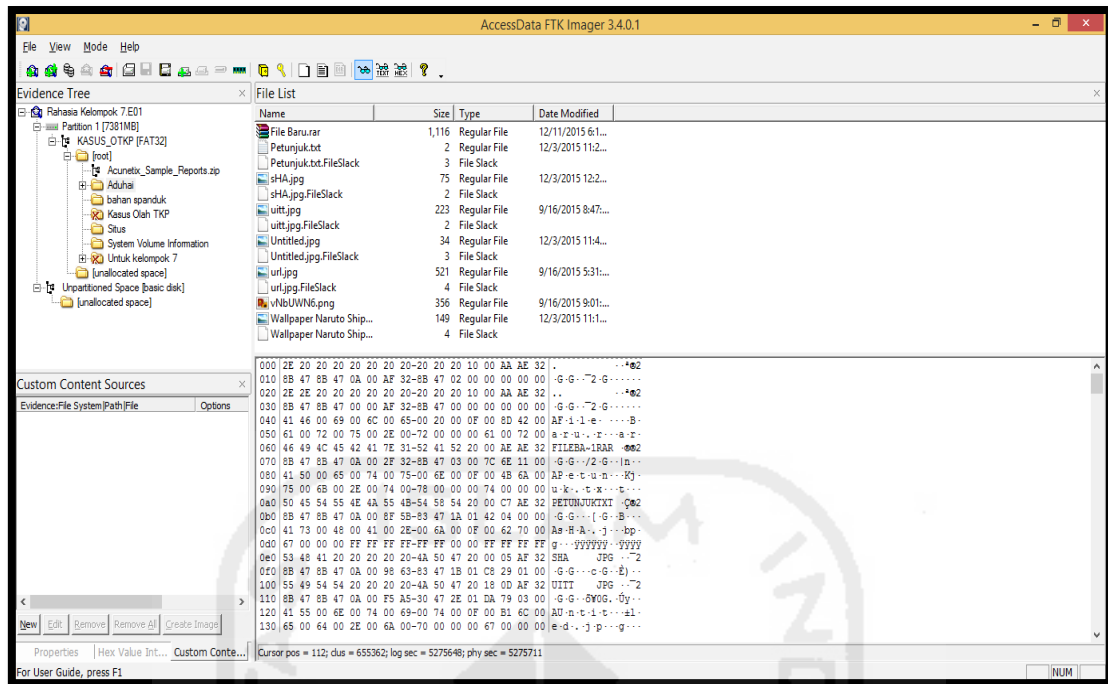 AccessData FTK Imager 3.4.0.1
File View Mode Help
Evidence Tree
Rahasia Kelompok 7.E01
Partition 1 [7381MB]
KASUS_OTKP [FAT32]
[root]
Acunetix_Sample_Reports.zip
Aduhai
bahan spanduk
Kasus Olah TKP
Situs
System Volume Information
Untuk kelompok 7
[unallocated space]
Unpartitioned Space [basic disk]
[unallocated space]
File List
Name Size Type Date Modified
File Baru.rar 1,116 Regular File 12/11/2015 6:1...
Petunjuk.txt 2 Regular File 12/3/2015 11:2...
Petunjuk.txt.FileSlack 3 File Slack
sHA.jpg 75 Regular File 12/3/2015 12:2...
sHA.jpg.FileSlack 2 File Slack
uitt.jpg 223 Regular File 9/16/2015 8:47:...
uitt.jpg.FileSlack 2 File Slack
Untitled.jpg 34 Regular File 12/3/2015 11:4...
Untitled.jpg.FileSlack 3 File Slack
url.jpg 521 Regular File 9/16/2015 5:31:...
url.jpg.FileSlack 4 File Slack
vNbUWN6.png 356 Regular File 9/16/2015 9:01:...
Wallpaper Naruto Ship... 149 Regular File 12/3/2015 11:1...
Wallpaper Naruto Ship... 4 File Slack
Custom Content Sources
Evidence:File System|Path|File Options
New Edit Remove Remove All Create Image
Properties Hex Value Int... Custom Conte...
000 2E 20 20 20 20 20 20 20-20 20 20 10 00 AA AE 32 . ··ª®2
010 8B 47 8B 47 0A 00 AF 32-8B 47 02 00 00 00 00 00 ·G·G··¯2·G······
020 2E 2E 20 20 20 20 20 20-20 20 20 10 00 AA AE 32 .. ··ª®2
030 8B 47 8B 47 00 00 AF 32-8B 47 00 00 00 00 00 00 ·G·G··¯2·G······
040 41 46 00 69 00 6C 00 65-00 20 00 0F 00 8D 42 00 AF·i·l·e· ····B·
050 61 00 72 00 75 00 2E 00-72 00 00 00 61 00 72 00 a·r·u·.·r···a·r·
060 46 49 4C 45 42 41 7E 31-52 41 52 20 00 AE AE 32 FILEBA~1RAR ·®®2
070 8B 47 8B 47 0A 00 2F 32-8B 47 03 00 7C 6E 11 00 ·G·G··/2·G··|n··
080 41 50 00 65 00 74 00 75-00 6E 00 0F 00 4B 6A 00 AP·e·t·u·n···Kj·
090 75 00 6B 00 2E 00 74 00-78 00 00 00 74 00 00 00 u·k·.·t·x···t···
0a0 50 45 54 55 4E 4A 55 4B-54 58 54 20 00 C7 AE 32 PETUNJUKTXT ·Ç®2
0b0 8B 47 8B 47 0A 00 8F 5B-83 47 1A 01 42 04 00 00 ·G·G···[·G··B···
0c0 41 73 00 48 00 41 00 2E-00 6A 00 0F 00 62 70 00 As·H·A·.·j···bp·
0d0 67 00 00 00 FF FF FF FF-FF FF 00 00 FF FF FF FF g···ÿÿÿÿÿÿ··ÿÿÿÿ
0e0 53 48 41 20 20 20 20 20-4A 50 47 20 00 05 AF 32 SHA JPG ··¯2
0f0 8B 47 8B 47 0A 00 98 63-83 47 1B 01 C8 29 01 00 ·G·G···c·G··È)··
100 55 49 54 54 20 20 20 20-4A 50 47 20 18 0D AF 32 UITT JPG ··¯2
110 8B 47 8B 47 0A 00 F5 A5-30 47 2E 01 DA 79 03 00 ·G·G··õ¥0G.·Úy··
120 41 55 00 6E 00 74 00 69-00 74 00 0F 00 B1 6C 00 AU·n·t·i·t···±l·
130 65 00 64 00 2E 00 6A 00-70 00 00 00 67 00 00 00 e·d·.·j·p···g···
Cursor pos = 112; clus = 655362; log sec = 5275648; phy sec = 5275711
For User Guide, press F1
NUM